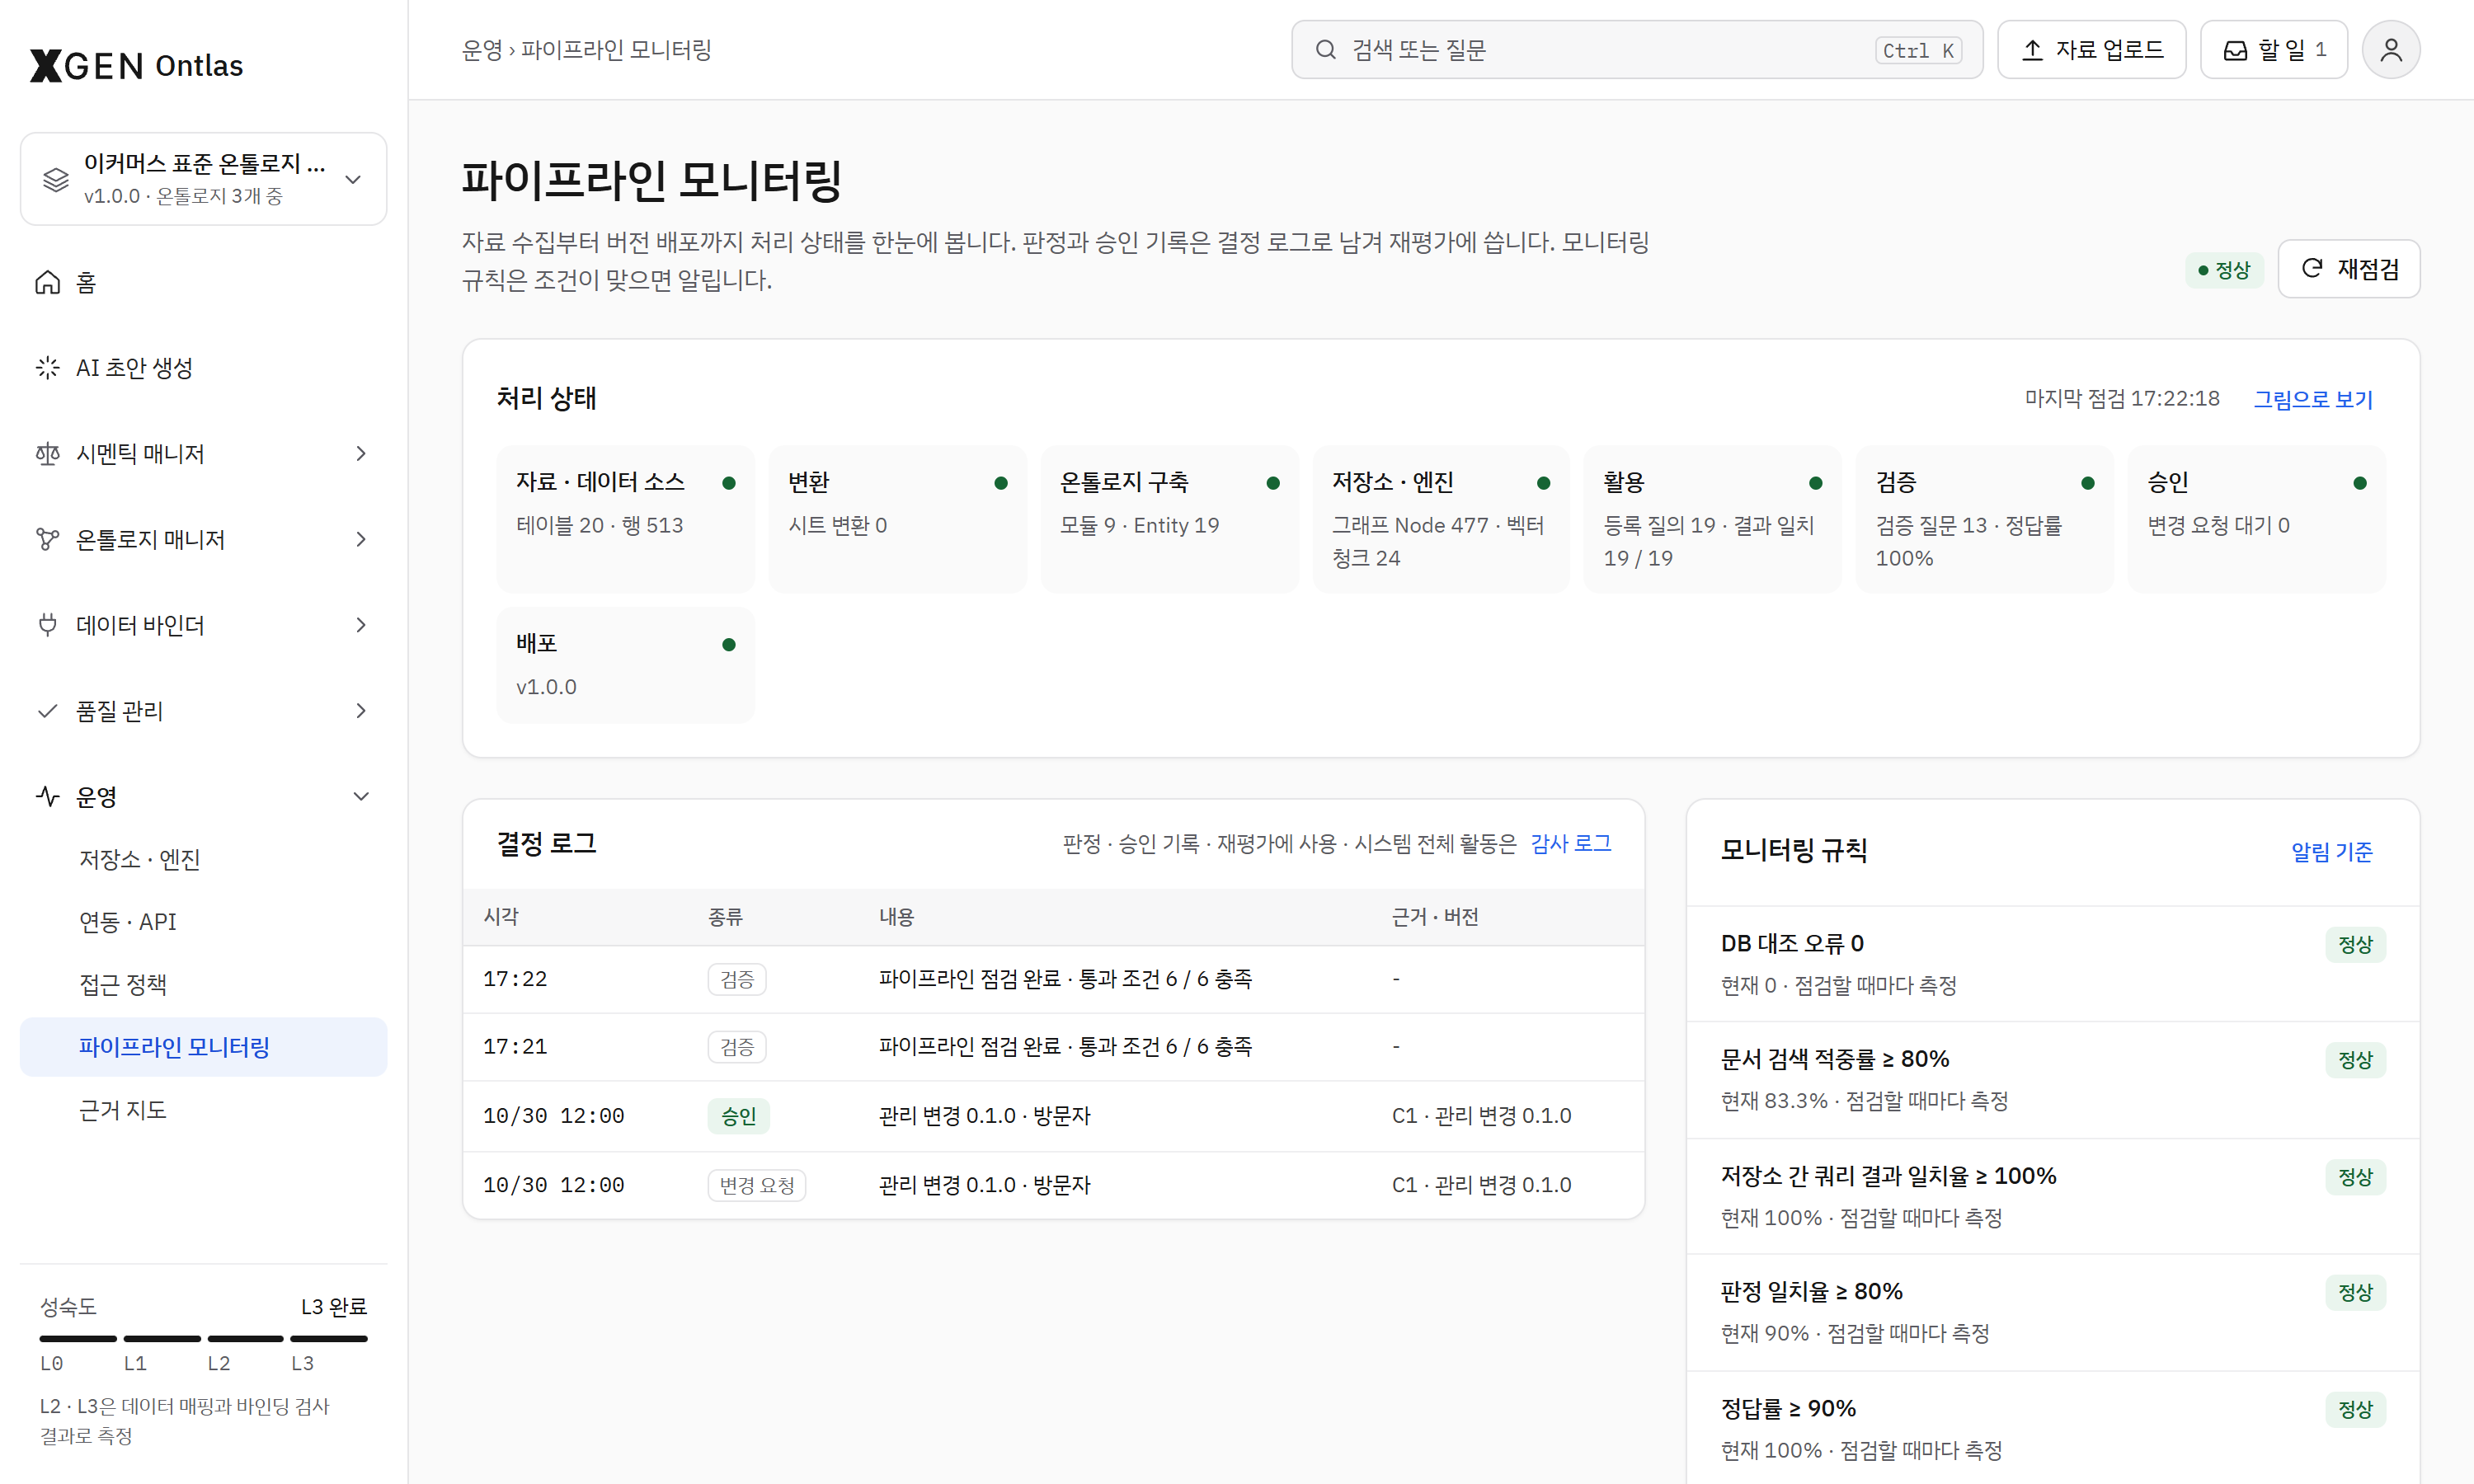 XGEN Ontlas
이커머스 표준 온톨로지 ...
v1.0.0 · 온톨로지 3개 중
홈
AI 초안 생성
시멘틱 매니저
온톨로지 매니저
데이터 바인더
품질 관리
운영
저장소 · 엔진
연동 · API
접근 정책
파이프라인 모니터링
근거 지도
성숙도 L3 완료
L0 L1 L2 L3
L2 · L3은 데이터 매핑과 바인딩 검사
결과로 측정
운영 › 파이프라인 모니터링
검색 또는 질문 Ctrl K
자료 업로드
할 일 1
파이프라인 모니터링
자료 수집부터 버전 배포까지 처리 상태를 한눈에 봅니다. 판정과 승인 기록은 결정 로그로 남겨 재평가에 씁니다. 모니터링
규칙은 조건이 맞으면 알립니다.
정상
재점검
처리 상태
마지막 점검 17:22:18 그림으로 보기
자료 · 데이터 소스
테이블 20 · 행 513
변환
시트 변환 0
온톨로지 구축
모듈 9 · Entity 19
저장소 · 엔진
그래프 Node 477 · 벡터
청크 24
활용
등록 질의 19 · 결과 일치
19 / 19
검증
검증 질문 13 · 정답률
100%
승인
변경 요청 대기 0
배포
v1.0.0
결정 로그
판정 · 승인 기록 · 재평가에 사용 · 시스템 전체 활동은 감사 로그
시각 종류 내용 근거 · 버전
17:22 검증 파이프라인 점검 완료 · 통과 조건 6 / 6 충족 -
17:21 검증 파이프라인 점검 완료 · 통과 조건 6 / 6 충족 -
10/30 12:00 승인 관리 변경 0.1.0 · 방문자 C1 · 관리 변경 0.1.0
10/30 12:00 변경 요청 관리 변경 0.1.0 · 방문자 C1 · 관리 변경 0.1.0
모니터링 규칙 알림 기준
DB 대조 오류 0 정상
현재 0 · 점검할 때마다 측정
문서 검색 적중률 ≥ 80% 정상
현재 83.3% · 점검할 때마다 측정
저장소 간 쿼리 결과 일치율 ≥ 100% 정상
현재 100% · 점검할 때마다 측정
판정 일치율 ≥ 80% 정상
현재 90% · 점검할 때마다 측정
정답률 ≥ 90% 정상
현재 100% · 점검할 때마다 측정